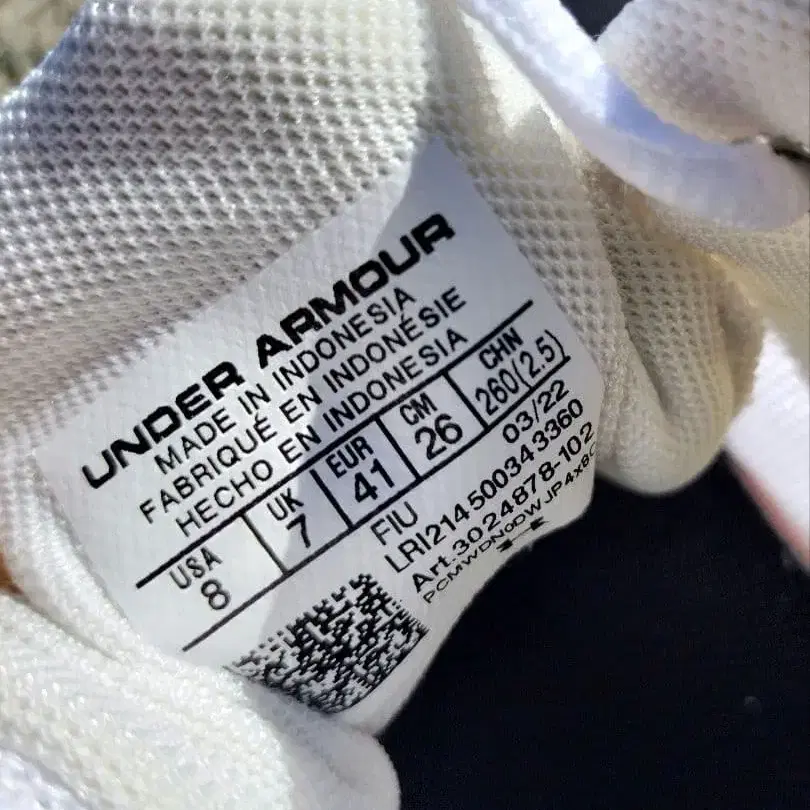 UNDER ARMOUR
MADE IN INDONESIA
FABRIQUÉ EN INDONÉSIE
HECHO EN INDONESIA
USA UK EUR CM CHN
8 7 41 26 260(2.5)
FIU 03/22
LRI214500343360
Art.3024878-102